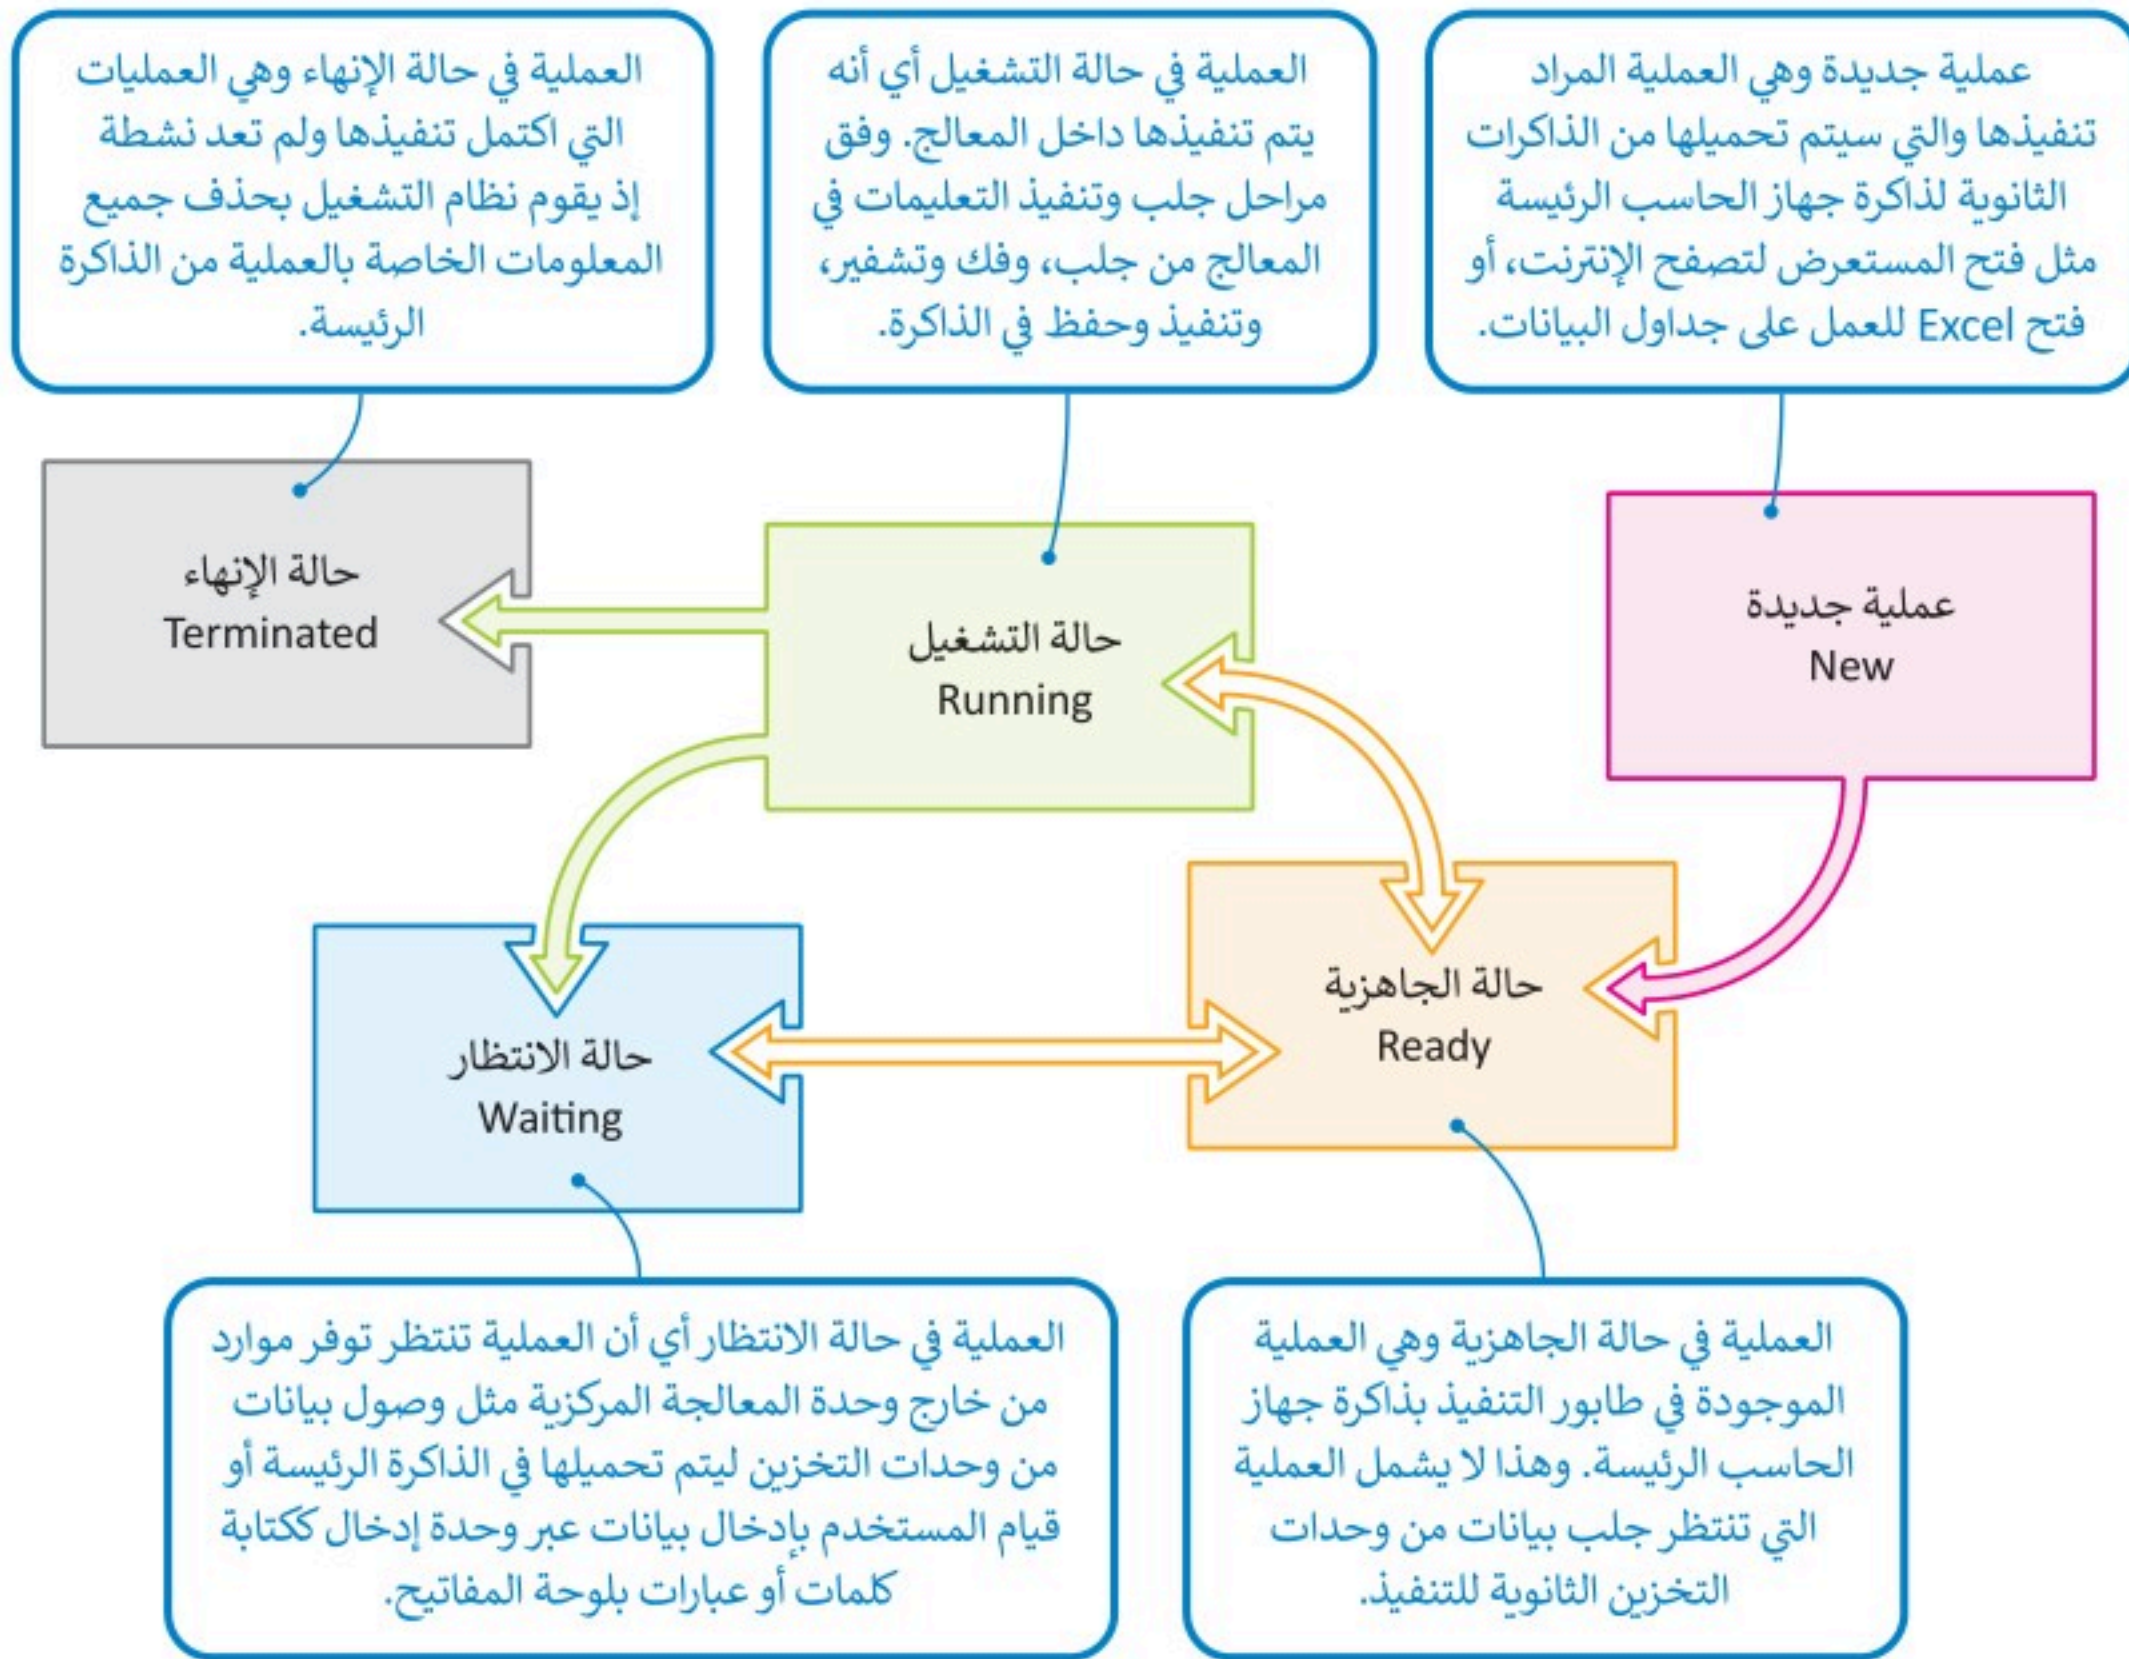 عملية جديدة وهي العملية المراد
تنفيذها والتي سيتم تحميلها من الذاكرات
الثانوية لذاكرة جهاز الحاسب الرئيسة
مثل فتح المستعرض لتصفح الإنترنت، أو
فتح Excel للعمل على جداول البيانات.
العملية في حالة التشغيل أي أنه
يتم تنفيذها داخل المعالج. وفق
مراحل جلب وتنفيذ التعليمات في
المعالج من جلب، وفك وتشفير،
وتنفيذ وحفظ في الذاكرة.
العملية في حالة الإنهاء وهي العمليات
التي اكتمل تنفيذها ولم تعد نشطة
إذ يقوم نظام التشغيل بحذف جميع
المعلومات الخاصة بالعملية من الذاكرة
الرئيسة.
عملية جديدة
New
حالة التشغيل
Running
حالة الإنهاء
Terminated
حالة الجاهزية
Ready
حالة الانتظار
Waiting
العملية في حالة الجاهزية وهي العملية
الموجودة في طابور التنفيذ بذاكرة جهاز
الحاسب الرئيسة. وهذا لا يشمل العملية
التي تنتظر جلب بيانات من وحدات
التخزين الثانوية للتنفيذ.
العملية في حالة الانتظار أي أن العملية تنتظر توفر موارد
من خارج وحدة المعالجة المركزية مثل وصول بيانات
من وحدات التخزين ليتم تحميلها في الذاكرة الرئيسة أو
قيام المستخدم بإدخال بيانات عبر وحدة إدخال ككتابة
كلمات أو عبارات بلوحة المفاتيح.